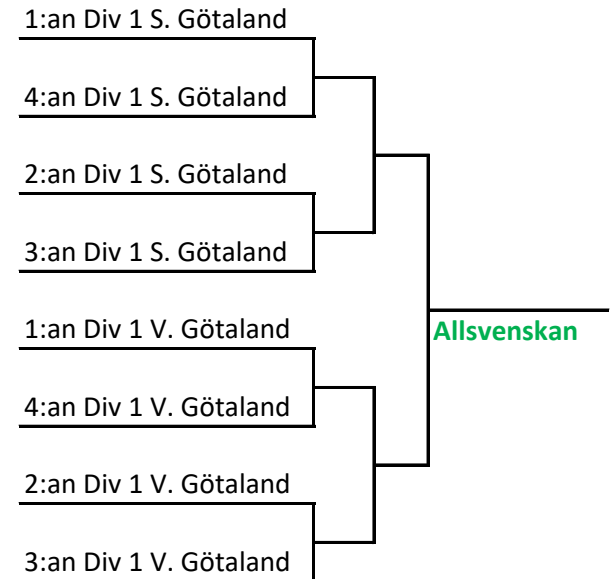 1:an Div 1 S. Götaland
4:an Div 1 S. Götaland
2:an Div 1 S. Götaland
3:an Div 1 S. Götaland
1:an Div 1 V. Götaland
Allsvenskan
4:an Div 1 V. Götaland
2:an Div 1 V. Götaland
3:an Div 1 V. Götaland